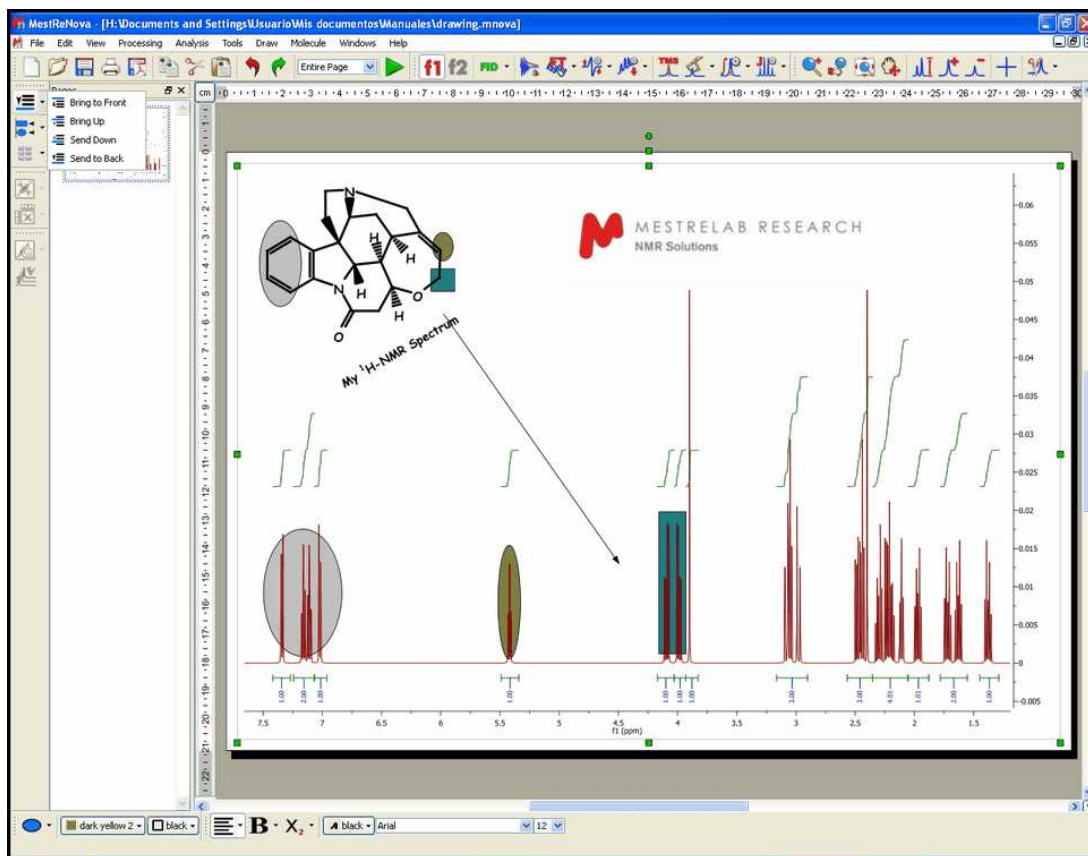 MestReNova - [H:\Documents and Settings\Usuario\Mis documentos\Manuales\drawing.mnova]
File Edit View Processing Analysis Tools Draw Molecule Windows Help
Entire Page f1 f2 FID TMS
Pages
Bring to Front
Bring Up
Send Down
Send to Back
cm
MESTRELAB RESEARCH
NMR Solutions
N
H
H
N
H
H
O
O
My ¹H-NMR Spectrum
0.06
0.055
0.05
0.045
0.04
0.035
0.03
0.025
0.02
0.015
0.01
0.005
0
-0.005
1.00 2.00 1.00 1.00 1.00 1.00 1.00 3.00 4.01 1.01 2.00 1.00
7.5 7 6.5 6 5.5 5 4.5 4 3.5 3 2.5 2 1.5
f1 (ppm)
dark yellow 2 black B X₂ A black Arial 12